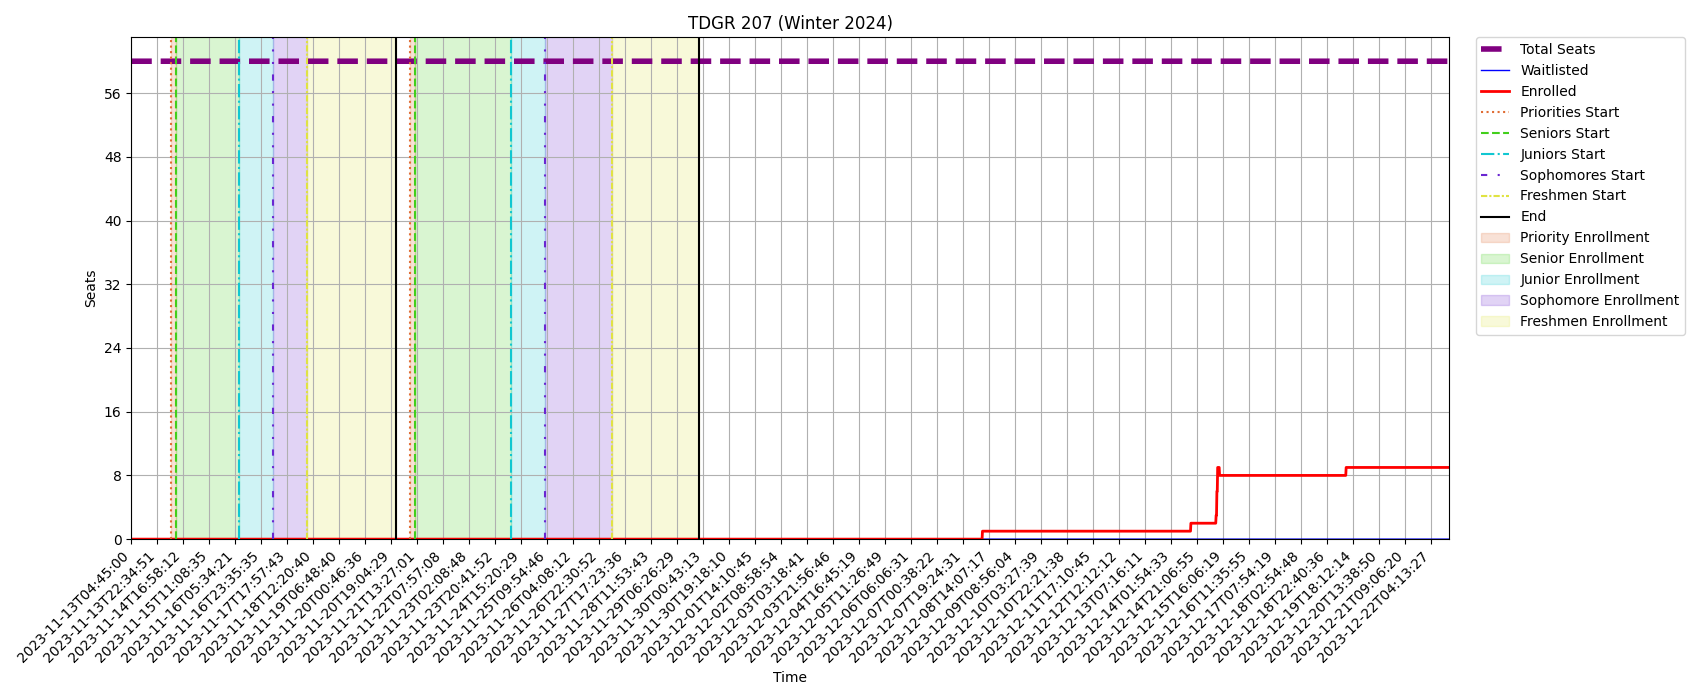 TDGR 207 (Winter 2024)
Seats
56
48
40
32
24
16
8
0
2023-11-13T04:45:00
2023-11-13T22:34:51
2023-11-14T16:58:12
2023-11-15T11:08:35
2023-11-16T05:34:21
2023-11-16T23:35:35
2023-11-17T17:57:43
2023-11-18T12:20:40
2023-11-19T06:48:40
2023-11-20T00:46:36
2023-11-20T19:04:29
2023-11-21T13:27:01
2023-11-22T07:57:08
2023-11-23T02:08:48
2023-11-23T20:41:52
2023-11-24T15:20:29
2023-11-25T09:54:46
2023-11-26T04:08:12
2023-11-26T22:30:52
2023-11-27T17:23:36
2023-11-28T11:53:43
2023-11-29T06:26:29
2023-11-30T00:43:13
2023-11-30T19:18:10
2023-12-01T14:10:45
2023-12-02T08:58:54
2023-12-03T03:18:41
2023-12-03T21:56:46
2023-12-04T16:45:19
2023-12-05T11:26:49
2023-12-06T06:06:31
2023-12-07T00:38:22
2023-12-07T19:24:31
2023-12-08T14:07:17
2023-12-09T08:56:04
2023-12-10T03:27:39
2023-12-10T22:21:38
2023-12-11T17:10:45
2023-12-12T12:12:12
2023-12-13T07:16:11
2023-12-14T01:54:33
2023-12-14T21:06:55
2023-12-15T16:06:19
2023-12-16T11:35:55
2023-12-17T07:54:19
2023-12-18T02:54:48
2023-12-18T22:40:36
2023-12-19T18:12:14
2023-12-20T13:38:50
2023-12-21T09:06:20
2023-12-22T04:13:27
Time
Total Seats
Waitlisted
Enrolled
Priorities Start
Seniors Start
Juniors Start
Sophomores Start
Freshmen Start
End
Priority Enrollment
Senior Enrollment
Junior Enrollment
Sophomore Enrollment
Freshmen Enrollment